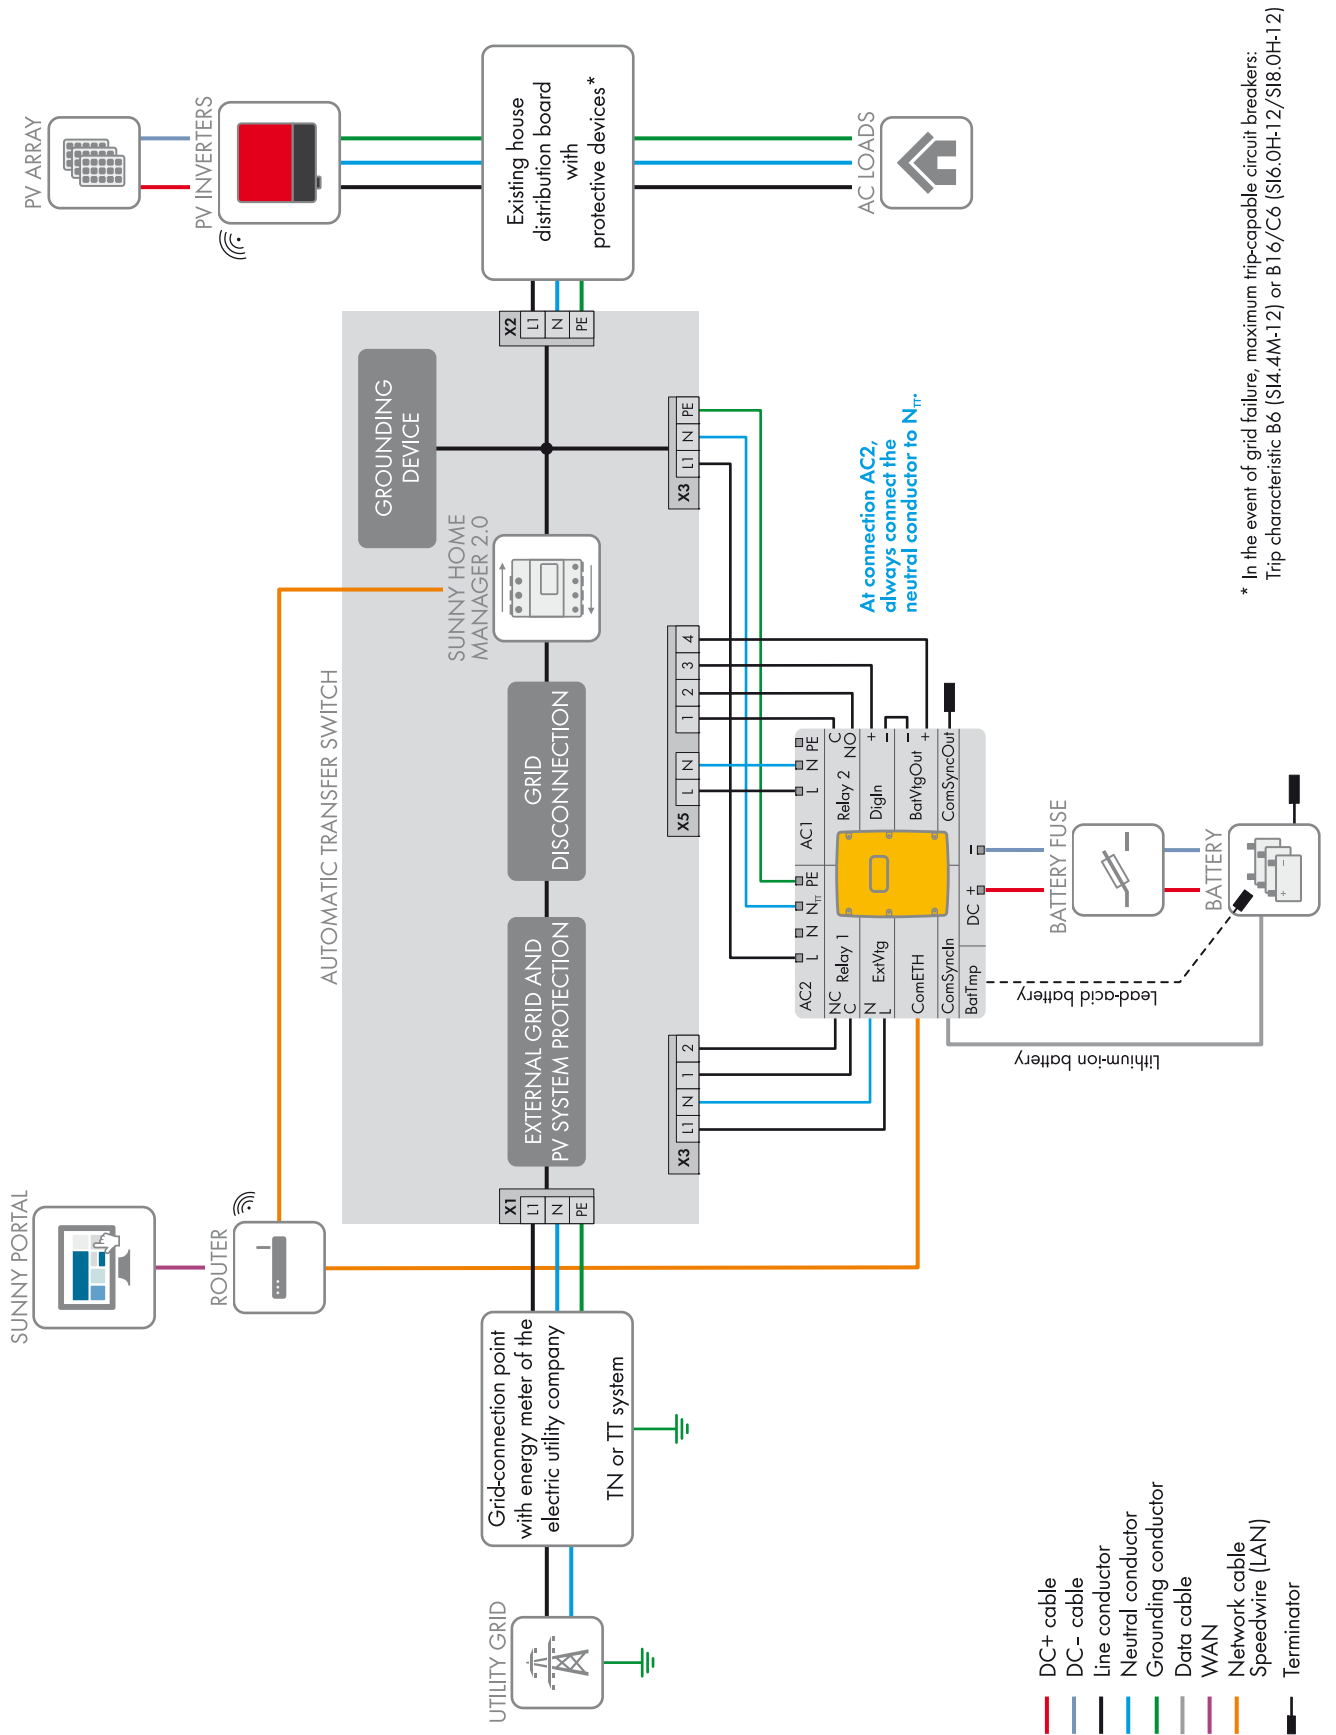 SUNNY PORTAL
ROUTER
PV ARRAY
PV INVERTERS
AUTOMATIC TRANSFER SWITCH
GROUNDING
DEVICE
SUNNY HOME
MANAGER 2.0
UTILITY GRID
Grid-connection point
with energy meter of the
electric utility company
TN or TT system
X1
L1
N
PE
EXTERNAL GRID AND
PV SYSTEM PROTECTION
GRID
DISCONNECTION
X2
L1
N
PE
Existing house
distribution board
with
protective devices*
AC LOADS
X3
L1
N
1
2
X5
L
N
1
2
3
4
X3
L1
N
PE
At connection AC2,
always connect the
neutral conductor to NTT.
AC2
L
N
NTT
PE
AC1
L
N
PE
NC
C
Relay 1
Relay 2
C
NO
N
L
ExtVtg
DigIn
+
–
ComETH
BatVtgOut
–
+
ComSyncIn
ComSyncOut
BatTmp
DC
+
–
Lead-acid battery
Lithium-ion battery
BATTERY FUSE
BATTERY
+
–
DC+ cable
DC– cable
Line conductor
Neutral conductor
Grounding conductor
Data cable
WAN
Network cable
Speedwire (LAN)
Terminator
* In the event of grid failure, maximum trip-capable circuit breakers:
Trip characteristic B6 (SI4.4M-12) or B16/C6 (SI6.0H-12/SI8.0H-12)